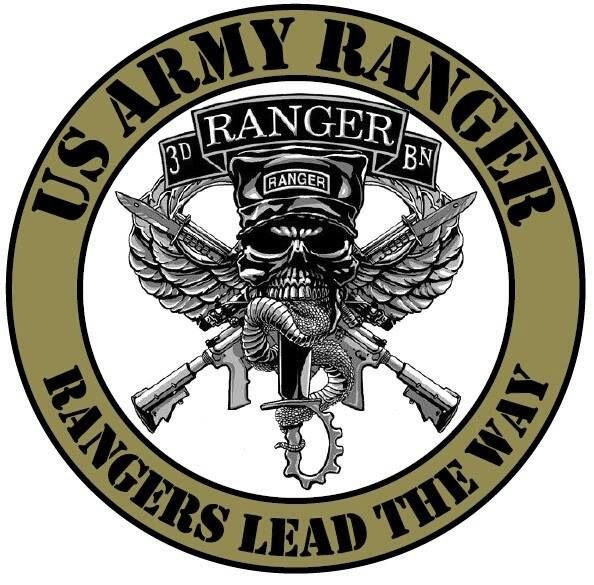 US ARMY RANGER
3D RANGER BN
RANGER
RANGERS LEAD THE WAY